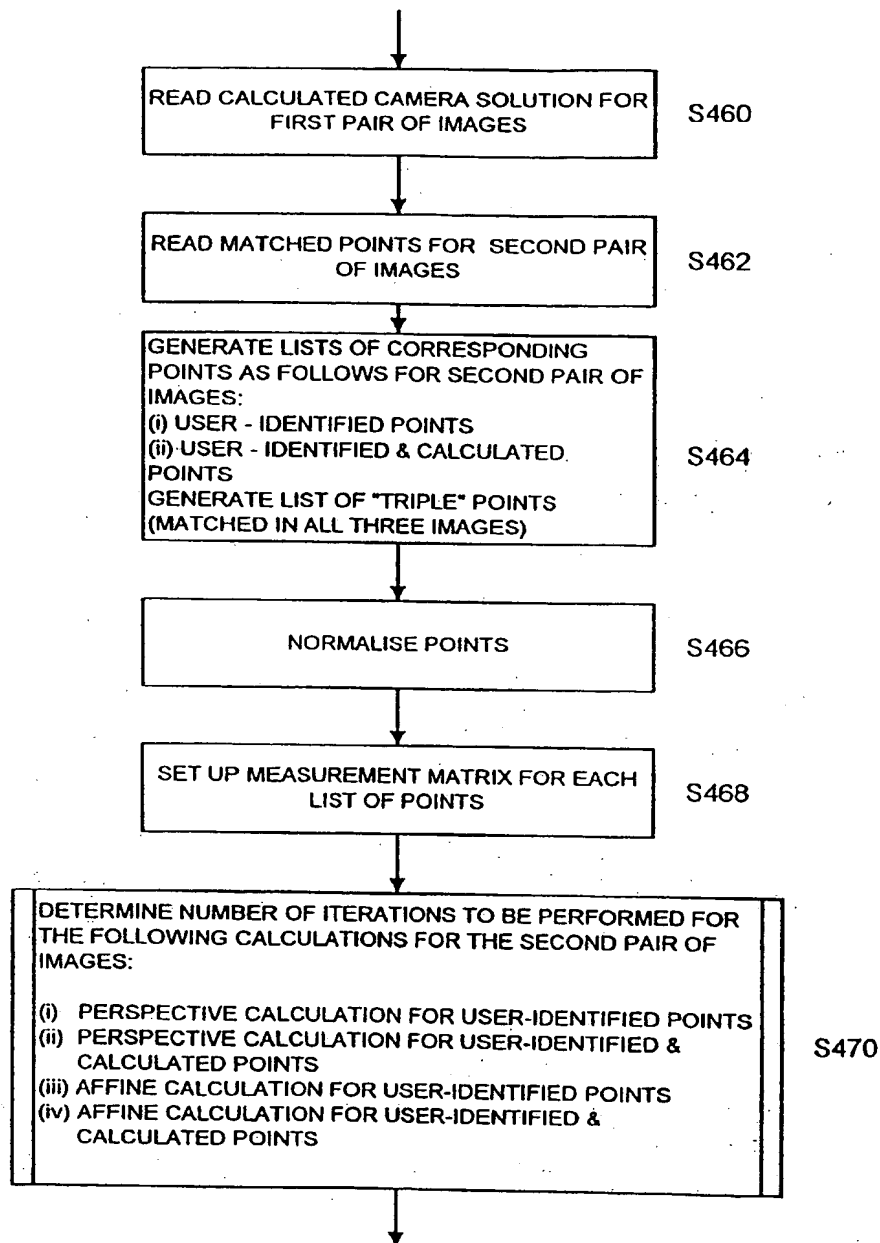 READ CALCULATED CAMERA SOLUTION FOR
FIRST PAIR OF IMAGES
S460
READ MATCHED POINTS FOR SECOND PAIR
OF IMAGES
S462
GENERATE LISTS OF CORRESPONDING
POINTS AS FOLLOWS FOR SECOND PAIR OF
IMAGES:
(i) USER - IDENTIFIED POINTS
(ii) USER - IDENTIFIED & CALCULATED
POINTS
GENERATE LIST OF "TRIPLE" POINTS
(MATCHED IN ALL THREE IMAGES)
S464
NORMALISE POINTS
S466
SET UP MEASUREMENT MATRIX FOR EACH
LIST OF POINTS
S468
DETERMINE NUMBER OF ITERATIONS TO BE PERFORMED FOR
THE FOLLOWING CALCULATIONS FOR THE SECOND PAIR OF
IMAGES:
(i) PERSPECTIVE CALCULATION FOR USER-IDENTIFIED POINTS
(ii) PERSPECTIVE CALCULATION FOR USER-IDENTIFIED &
CALCULATED POINTS
(iii) AFFINE CALCULATION FOR USER-IDENTIFIED POINTS
(iv) AFFINE CALCULATION FOR USER-IDENTIFIED &
CALCULATED POINTS
S470